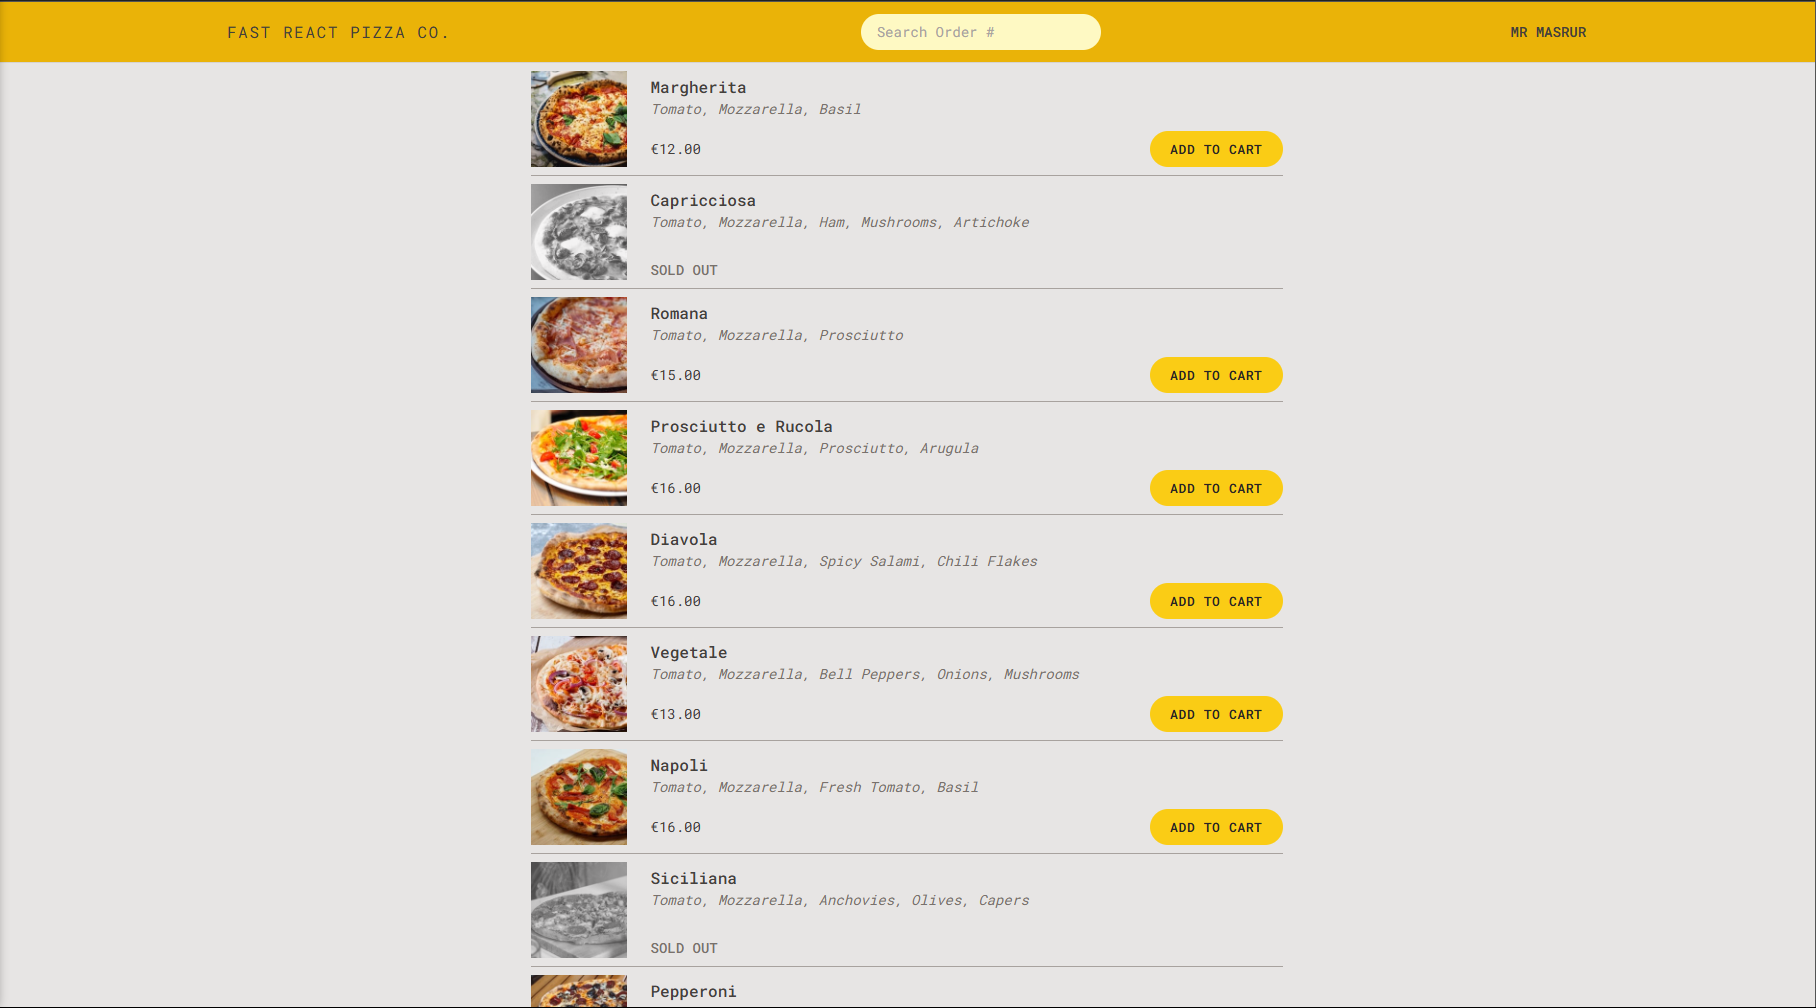 FAST REACT PIZZA CO.
Search Order #
MR MASRUR
Margherita
Tomato, Mozzarella, Basil
€12.00
ADD TO CART
Capricciosa
Tomato, Mozzarella, Ham, Mushrooms, Artichoke
SOLD OUT
Romana
Tomato, Mozzarella, Prosciutto
€15.00
ADD TO CART
Prosciutto e Rucola
Tomato, Mozzarella, Prosciutto, Arugula
€16.00
ADD TO CART
Diavola
Tomato, Mozzarella, Spicy Salami, Chili Flakes
€16.00
ADD TO CART
Vegetale
Tomato, Mozzarella, Bell Peppers, Onions, Mushrooms
€13.00
ADD TO CART
Napoli
Tomato, Mozzarella, Fresh Tomato, Basil
€16.00
ADD TO CART
Siciliana
Tomato, Mozzarella, Anchovies, Olives, Capers
SOLD OUT
Pepperoni